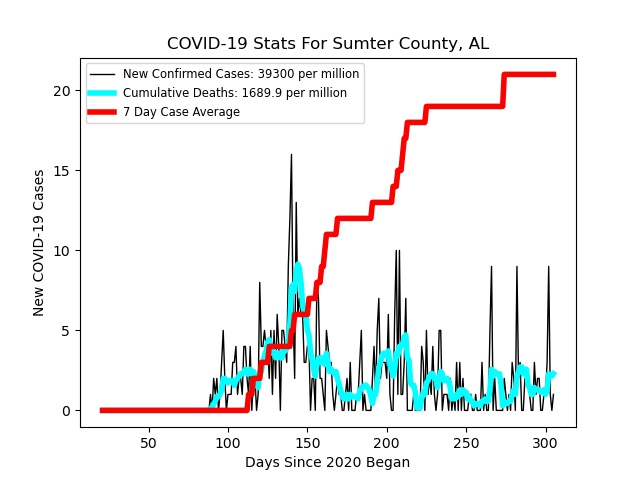 COVID-19 Stats For Sumter County, AL
New Confirmed Cases: 39300 per million
Cumulative Deaths: 1689.9 per million
7 Day Case Average
New COVID-19 Cases
20
15
10
5
0
50
100
150
200
250
300
Days Since 2020 Began